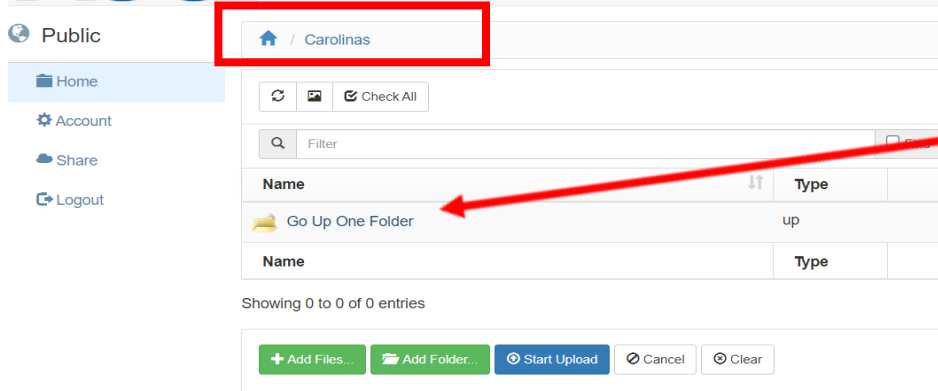 Public
/ Carolinas
Home
Account
Share
Logout
Check All
Filter
Name Type
Go Up One Folder up
Name Type
Showing 0 to 0 of 0 entries
Add Files... Add Folder... Start Upload Cancel Clear